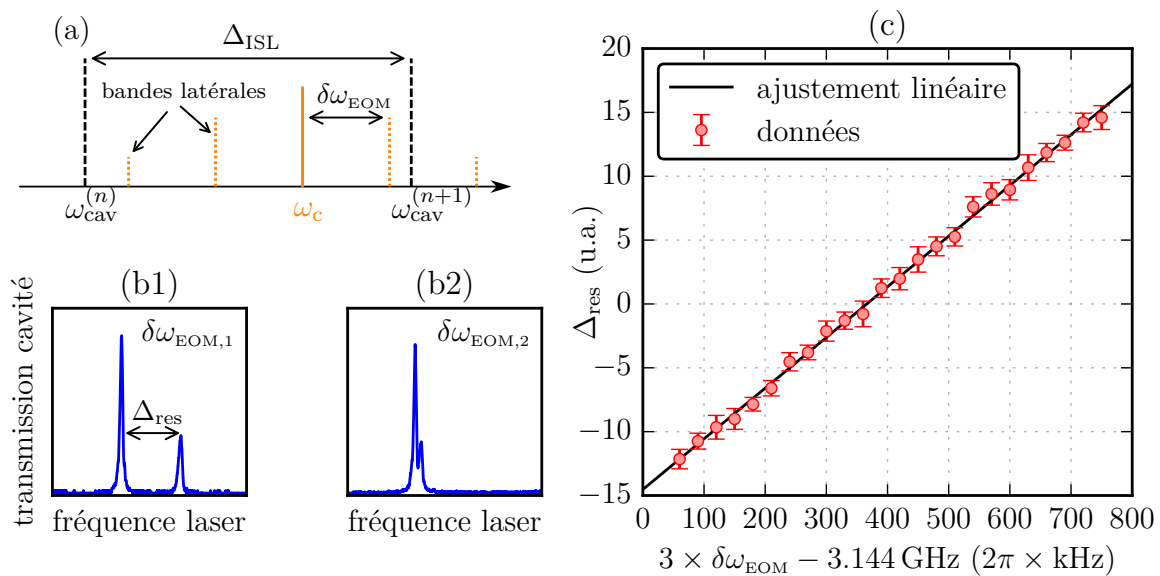 (a)
Δ_ISL
bandes latérales
δω_EOM
ω_cav^(n)
ω_c
ω_cav^(n+1)
(b1)
(b2)
transmission cavité
δω_EOM,1
Δ_res
δω_EOM,2
fréquence laser
fréquence laser
(c)
ajustement linéaire
données
Δ_res (u.a.)
20
15
10
5
0
−5
−10
−15
0 100 200 300 400 500 600 700 800
3 × δω_EOM − 3.144 GHz (2π × kHz)